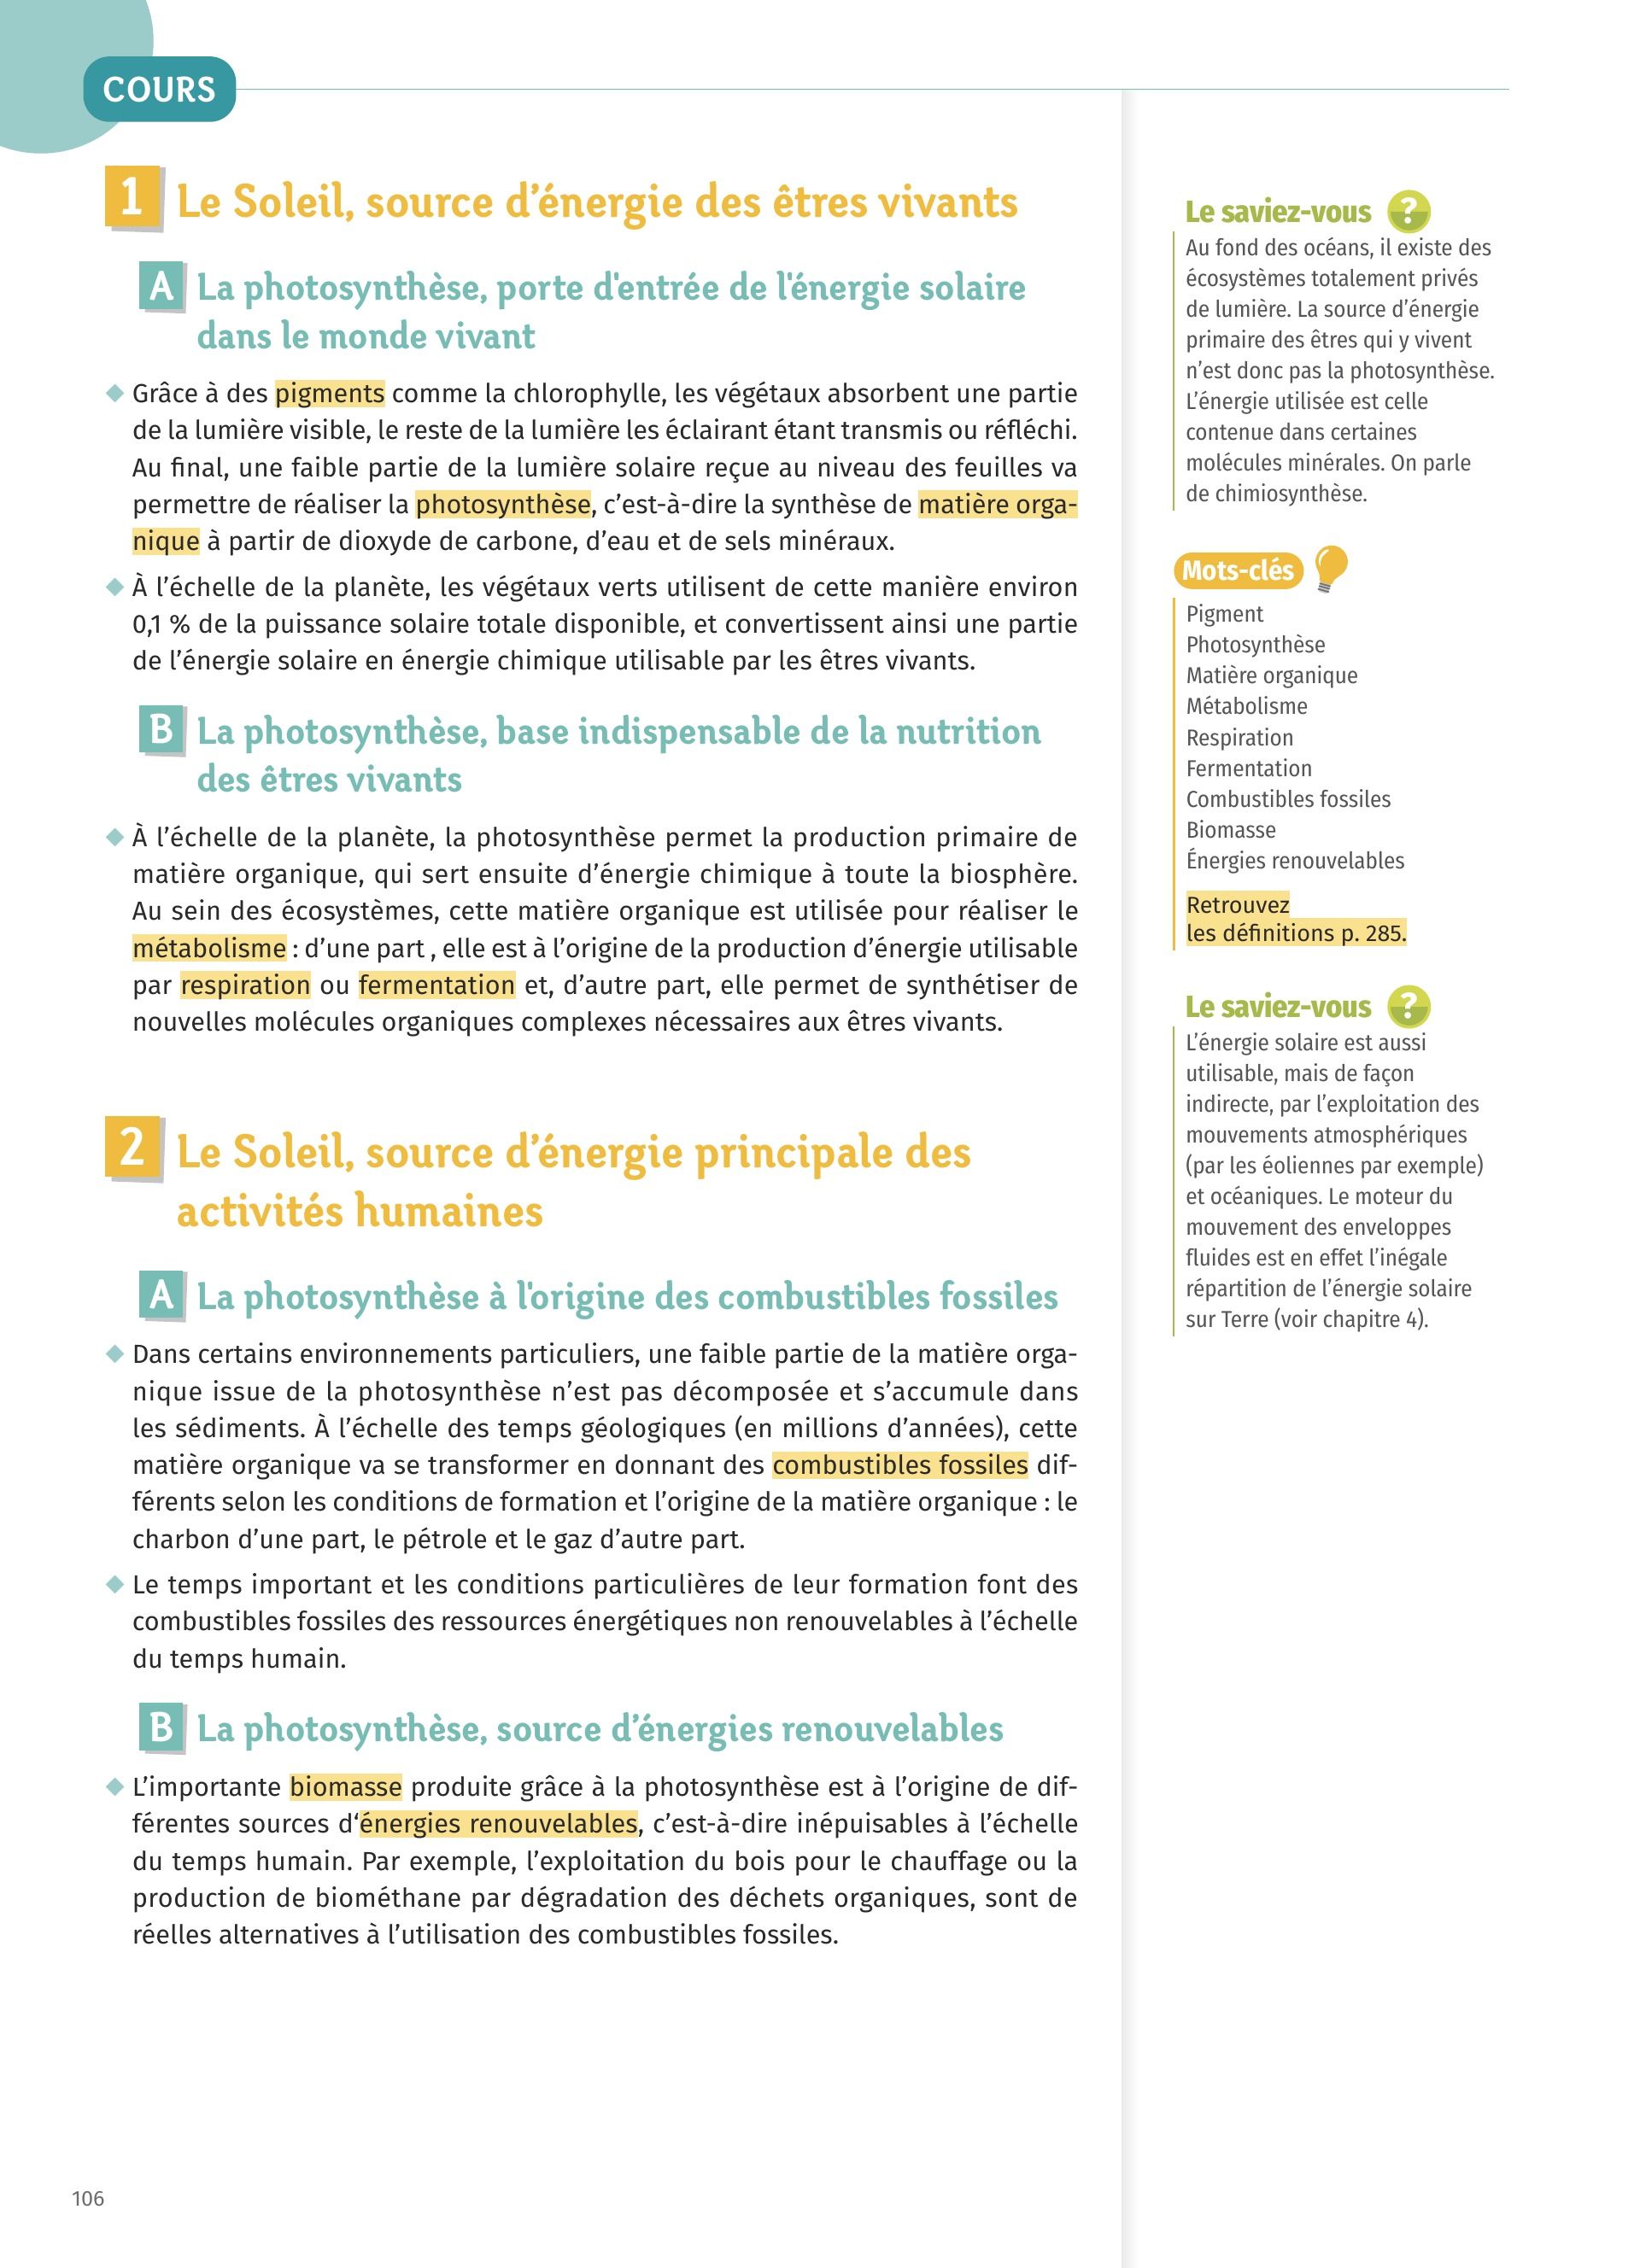 COURS
1 Le Soleil, source d’énergie des êtres vivants
A La photosynthèse, porte d'entrée de l'énergie solaire
dans le monde vivant
◆ Grâce à des pigments comme la chlorophylle, les végétaux absorbent une partie
de la lumière visible, le reste de la lumière les éclairant étant transmis ou réfléchi.
Au final, une faible partie de la lumière solaire reçue au niveau des feuilles va
permettre de réaliser la photosynthèse, c’est-à-dire la synthèse de matière orga-
nique à partir de dioxyde de carbone, d’eau et de sels minéraux.
◆ À l’échelle de la planète, les végétaux verts utilisent de cette manière environ
0,1 % de la puissance solaire totale disponible, et convertissent ainsi une partie
de l’énergie solaire en énergie chimique utilisable par les êtres vivants.
B La photosynthèse, base indispensable de la nutrition
des êtres vivants
◆ À l’échelle de la planète, la photosynthèse permet la production primaire de
matière organique, qui sert ensuite d’énergie chimique à toute la biosphère.
Au sein des écosystèmes, cette matière organique est utilisée pour réaliser le
métabolisme : d’une part , elle est à l’origine de la production d’énergie utilisable
par respiration ou fermentation et, d’autre part, elle permet de synthétiser de
nouvelles molécules organiques complexes nécessaires aux êtres vivants.
2 Le Soleil, source d’énergie principale des
activités humaines
A La photosynthèse à l'origine des combustibles fossiles
◆ Dans certains environnements particuliers, une faible partie de la matière orga-
nique issue de la photosynthèse n’est pas décomposée et s’accumule dans
les sédiments. À l’échelle des temps géologiques (en millions d’années), cette
matière organique va se transformer en donnant des combustibles fossiles dif-
férents selon les conditions de formation et l’origine de la matière organique : le
charbon d’une part, le pétrole et le gaz d’autre part.
◆ Le temps important et les conditions particulières de leur formation font des
combustibles fossiles des ressources énergétiques non renouvelables à l’échelle
du temps humain.
B La photosynthèse, source d’énergies renouvelables
◆ L’importante biomasse produite grâce à la photosynthèse est à l’origine de dif-
férentes sources d‘énergies renouvelables, c’est-à-dire inépuisables à l’échelle
du temps humain. Par exemple, l’exploitation du bois pour le chauffage ou la
production de biométhane par dégradation des déchets organiques, sont de
réelles alternatives à l’utilisation des combustibles fossiles.
Le saviez-vous ?
Au fond des océans, il existe des
écosystèmes totalement privés
de lumière. La source d’énergie
primaire des êtres qui y vivent
n’est donc pas la photosynthèse.
L’énergie utilisée est celle
contenue dans certaines
molécules minérales. On parle
de chimiosynthèse.
Mots-clés
Pigment
Photosynthèse
Matière organique
Métabolisme
Respiration
Fermentation
Combustibles fossiles
Biomasse
Énergies renouvelables
Retrouvez
les définitions p. 285.
Le saviez-vous ?
L’énergie solaire est aussi
utilisable, mais de façon
indirecte, par l’exploitation des
mouvements atmosphériques
(par les éoliennes par exemple)
et océaniques. Le moteur du
mouvement des enveloppes
fluides est en effet l’inégale
répartition de l’énergie solaire
sur Terre (voir chapitre 4).
106